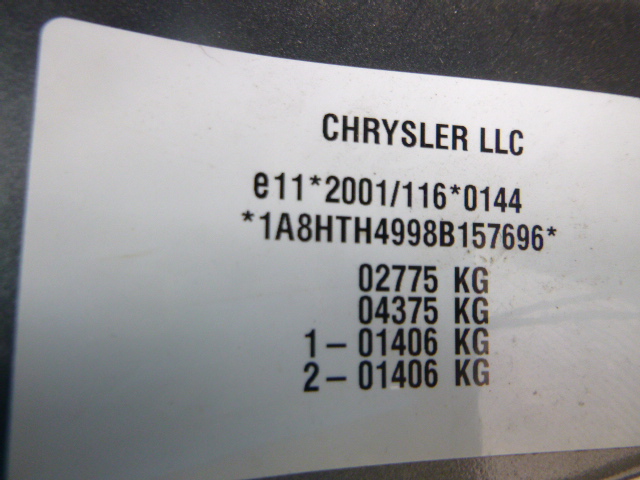 CHRYSLER LLC
e11*2001/116*0144
*1A8HTH4998B157696*
02775 KG
04375 KG
1– 01406 KG
2– 01406 KG